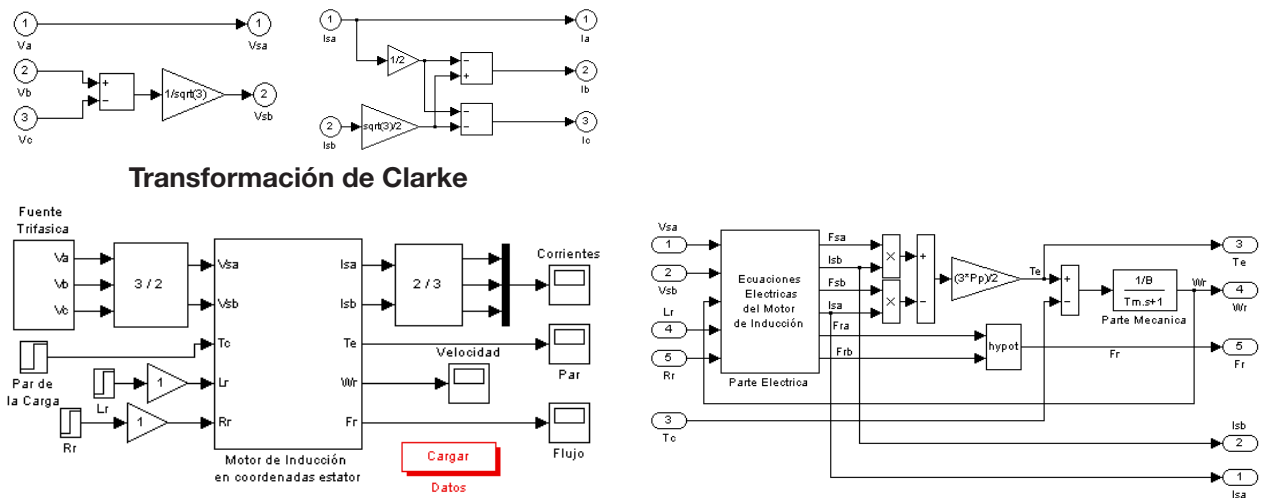 1
Va
1
Vsa
2
Vb
3
Vc
+
−
1/sqrt(3)
2
Vsb
1
Isa
1/2
2
Isb
sqrt(3)/2
−
+
−
−
1
Ia
2
Ib
3
Ic
Transformación de Clarke
Fuente
Trifasica
Va
Vb
Vc
3 / 2
Par de
la Carga
Lr
1
Rr
1
Vsa
Vsb
Tc
Lr
Rr
Isa
Isb
Te
Wr
Fr
Motor de Inducción
en coordenadas estator
2 / 3
Corrientes
Par
Velocidad
Flujo
Cargar
Datos
Vsa
1
2
Vsb
Lr
4
5
Rr
3
Tc
Ecuaciones
Electricas
del Motor
de Inducción
Parte Electrica
Fsa
Isb
Fsb
Isa
Fra
Frb
×
×
+
−
(3*Pp)/2
Te
+
−
1/B
Tm.s+1
Parte Mecanica
Wr
hypot
Fr
3
Te
4
Wr
5
Fr
Isb
2
1
Isa